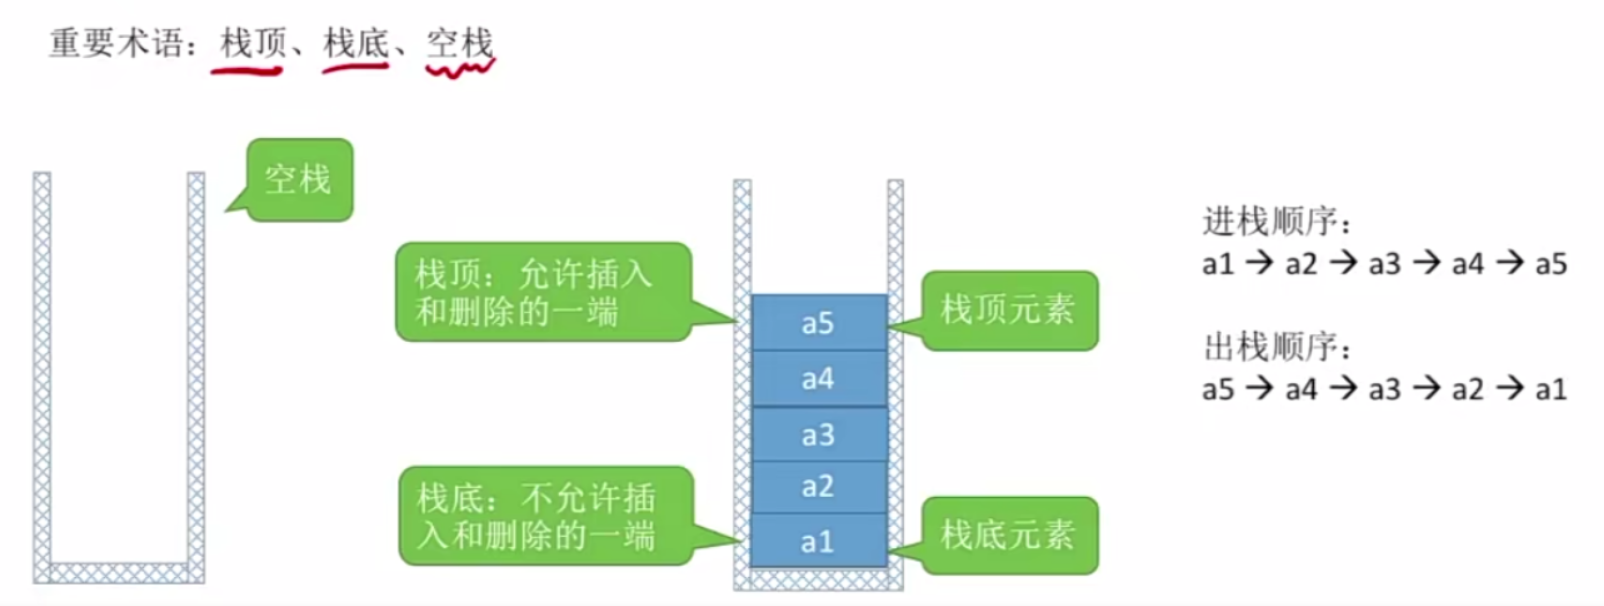 重要术语：栈顶、栈底、空栈
空栈
栈顶：允许插入
和删除的一端
栈底：不允许插
入和删除的一端
a5
a4
a3
a2
a1
栈顶元素
栈底元素
进栈顺序：
a1 → a2 → a3 → a4 → a5
出栈顺序：
a5 → a4 → a3 → a2 → a1